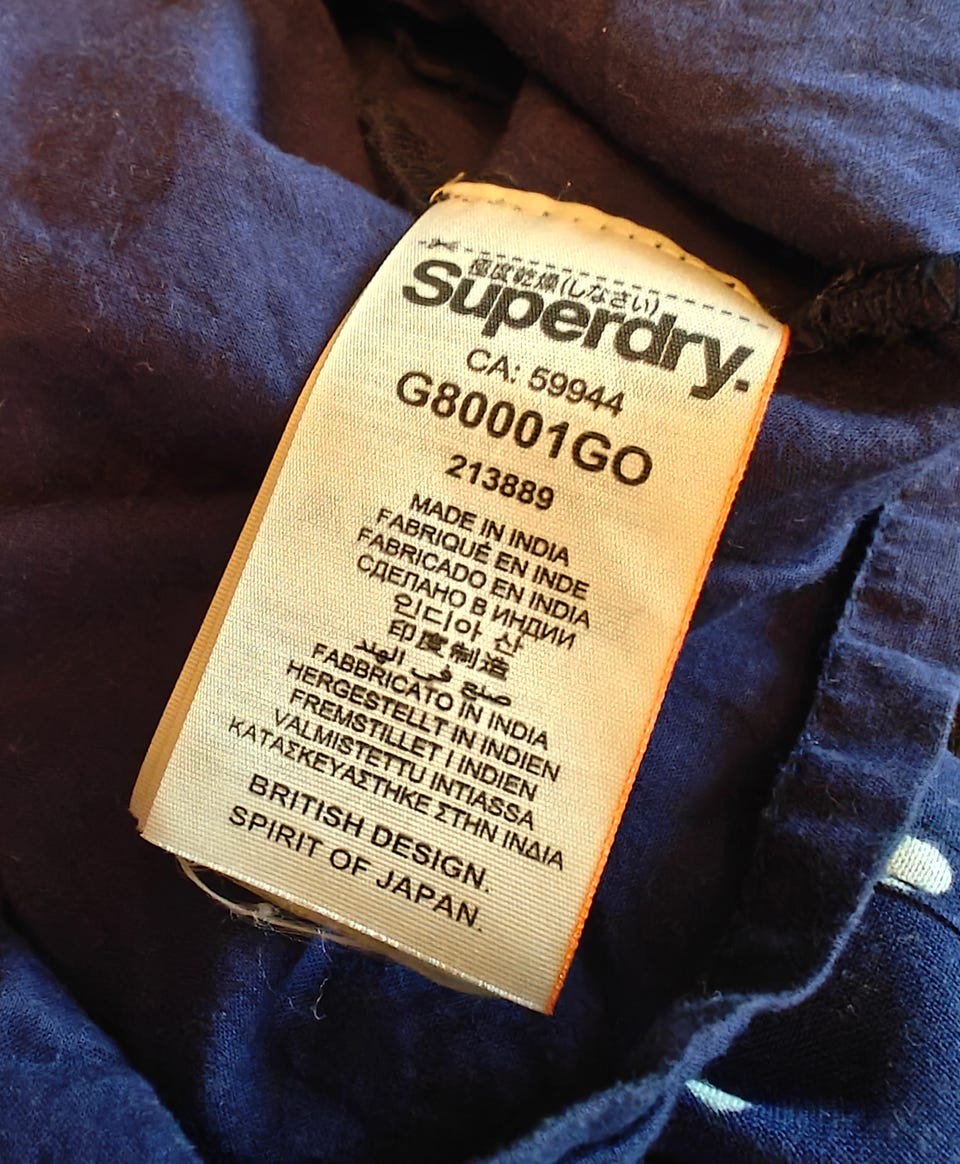 極度乾燥(しなさい)
Superdry.
CA: 59944
G80001GO
213889
MADE IN INDIA
FABRIQUÉ EN INDE
FABRICADO EN INDIA
СДЕЛАНО В ИНДИИ
인디아 산
印度制造
صنع في الهند
FABBRICATO IN INDIA
HERGESTELLT IN INDIEN
FREMSTILLET I INDIEN
VALMISTETTU INTIASSA
ΚΑΤΑΣΚΕΥΑΣΤΗΚΕ ΣΤΗΝ ΙΝΔΙΑ
BRITISH DESIGN.
SPIRIT OF JAPAN.